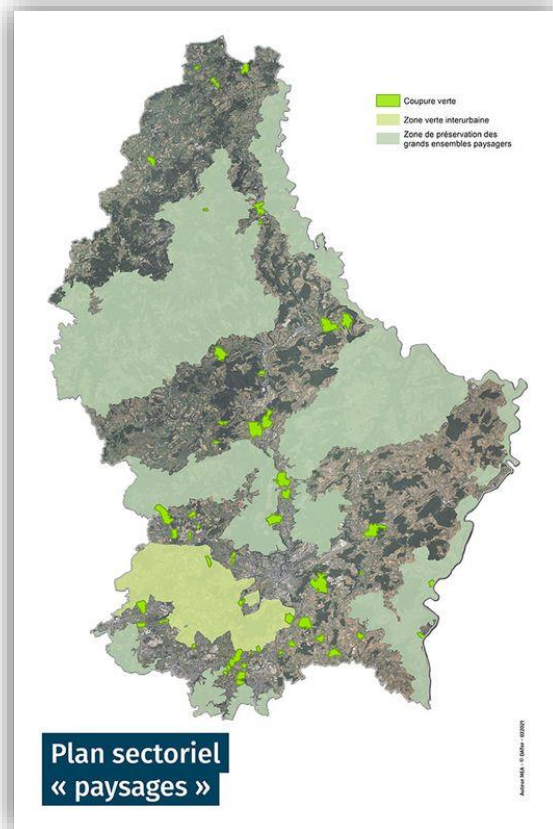 Coupure verte
Zone verte interurbaine
Zone de préservation des
grands ensembles paysagers
Plan sectoriel
« paysages »